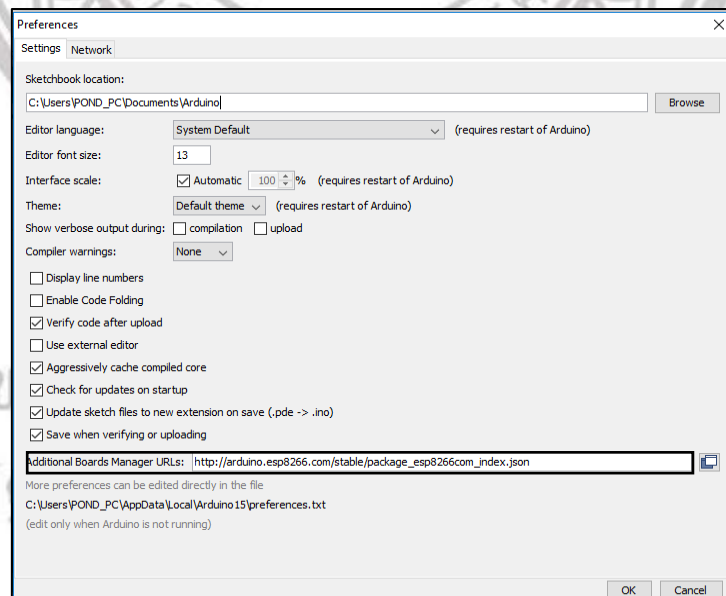 Preferences
Settings Network
Sketchbook location:
C:\Users\POND_PC\Documents\Arduino Browse
Editor language: System Default (requires restart of Arduino)
Editor font size: 13
Interface scale: Automatic 100 % (requires restart of Arduino)
Theme: Default theme (requires restart of Arduino)
Show verbose output during: compilation upload
Compiler warnings: None
Display line numbers
Enable Code Folding
Verify code after upload
Use external editor
Aggressively cache compiled core
Check for updates on startup
Update sketch files to new extension on save (.pde -> .ino)
Save when verifying or uploading
Additional Boards Manager URLs: http://arduino.esp8266.com/stable/package_esp8266com_index.json
More preferences can be edited directly in the file
C:\Users\POND_PC\AppData\Local\Arduino15\preferences.txt
(edit only when Arduino is not running)
OK Cancel